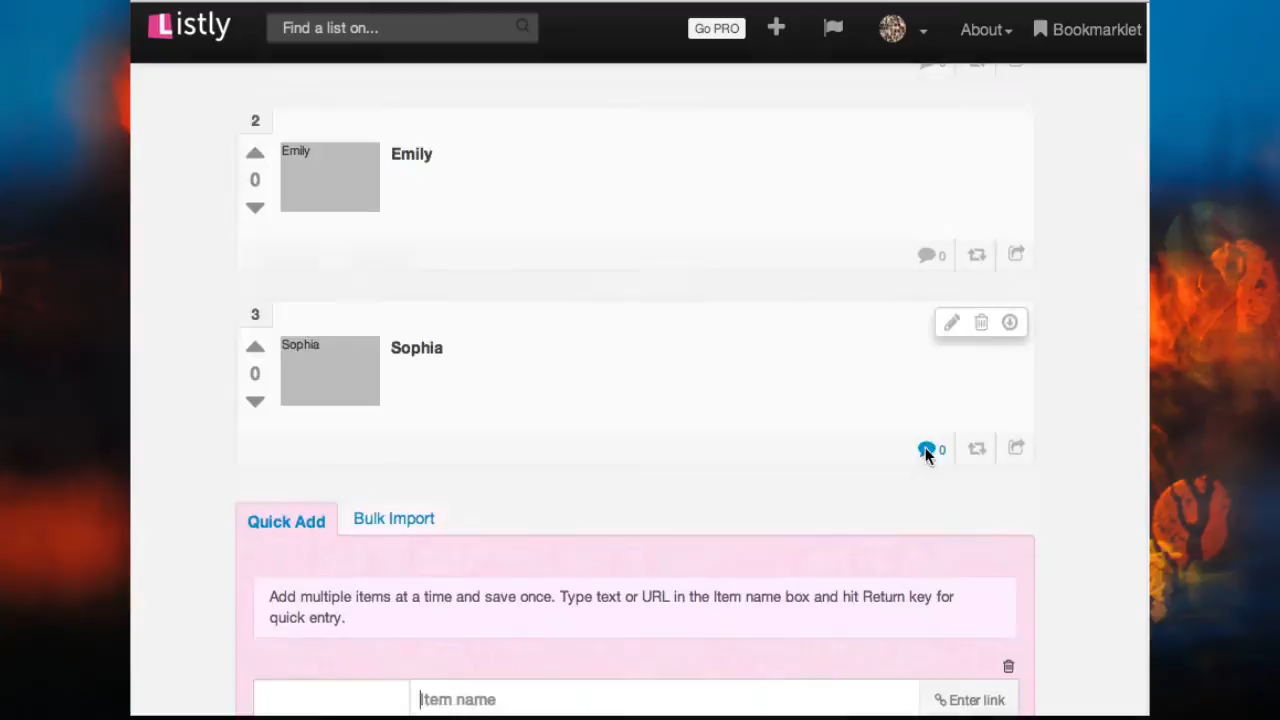 Listly
Find a list on...
Go PRO
About
Bookmarklet
2
Emily
0
Emily
0
3
Sophia
0
Sophia
0
Quick Add
Bulk Import
Add multiple items at a time and save once. Type text or URL in the Item name box and hit Return key for
quick entry.
Item name
Enter link